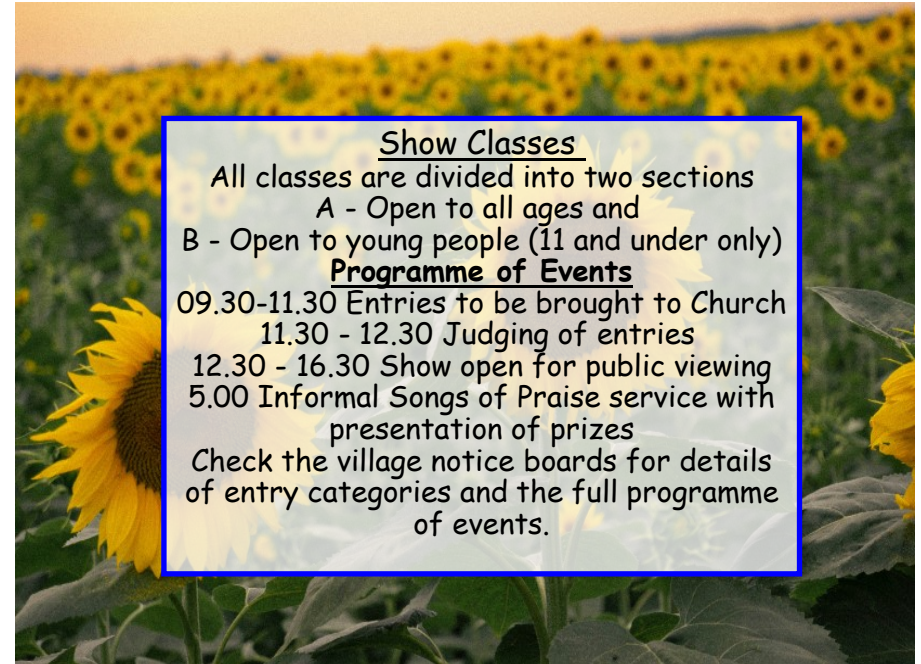 Show Classes
All classes are divided into two sections
A - Open to all ages and
B - Open to young people (11 and under only)
Programme of Events
09.30-11.30 Entries to be brought to Church
11.30 - 12.30 Judging of entries
12.30 - 16.30 Show open for public viewing
5.00 Informal Songs of Praise service with
presentation of prizes
Check the village notice boards for details
of entry categories and the full programme
of events.